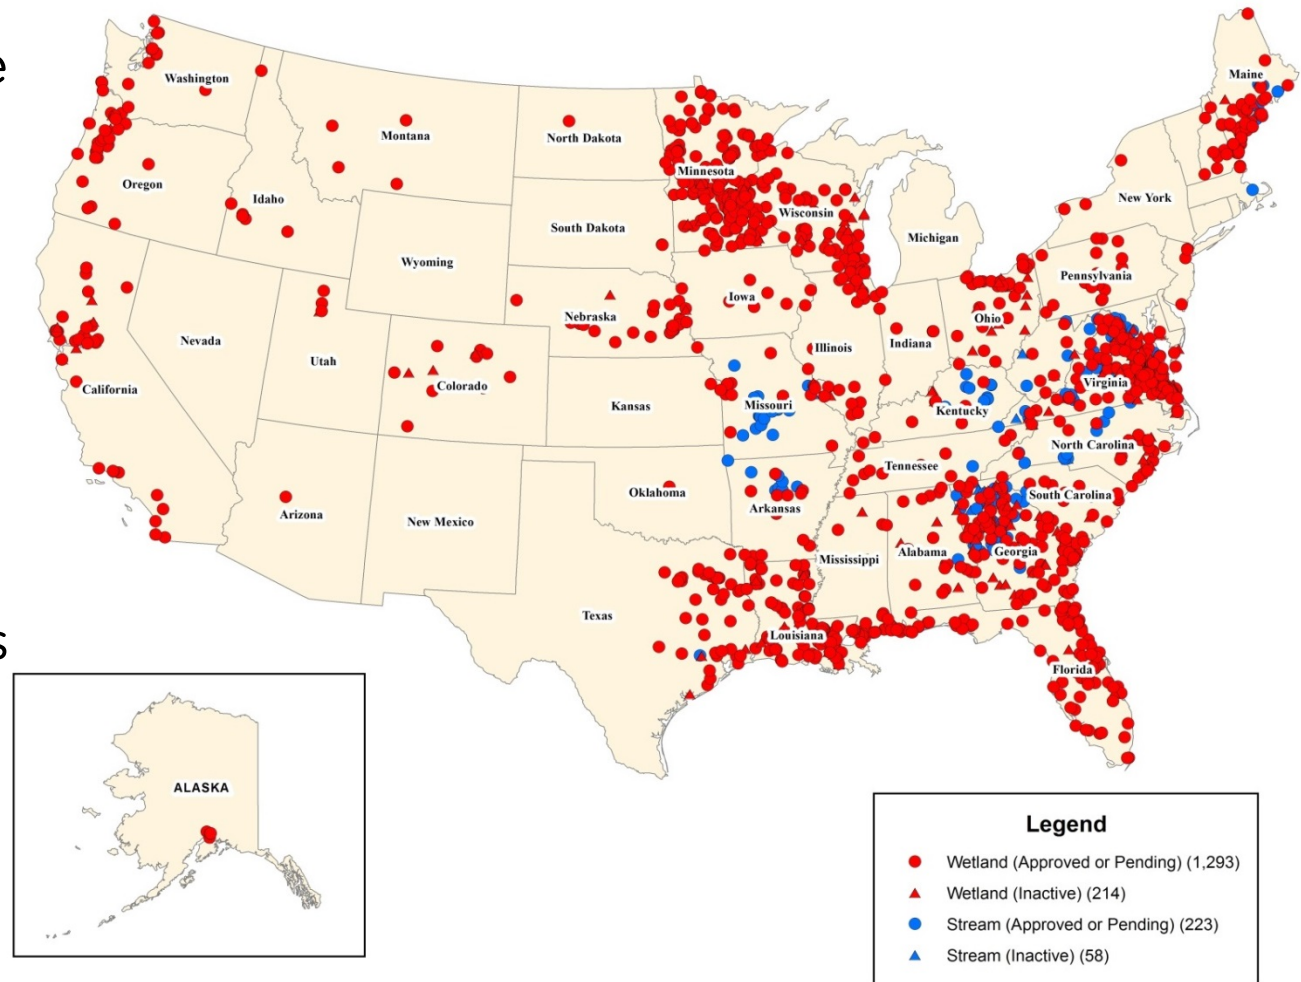 e
Washington
Maine
Montana
North Dakota
Minnesota
Oregon
Idaho
New York
Wisconsin
South Dakota
Michigan
Wyoming
Pennsylvania
Iowa
Nebraska
Ohio
Nevada
Illinois
Indiana
Utah
California
Colorado
Virginia
Kansas
Missouri
Kentucky
North Carolina
Tennessee
Oklahoma
South Carolina
Arizona
Arkansas
New Mexico
Mississippi
Alabama
Georgia
Texas
Louisiana
s
Florida
ALASKA
Legend
Wetland (Approved or Pending) (1,293)
Wetland (Inactive) (214)
Stream (Approved or Pending) (223)
Stream (Inactive) (58)